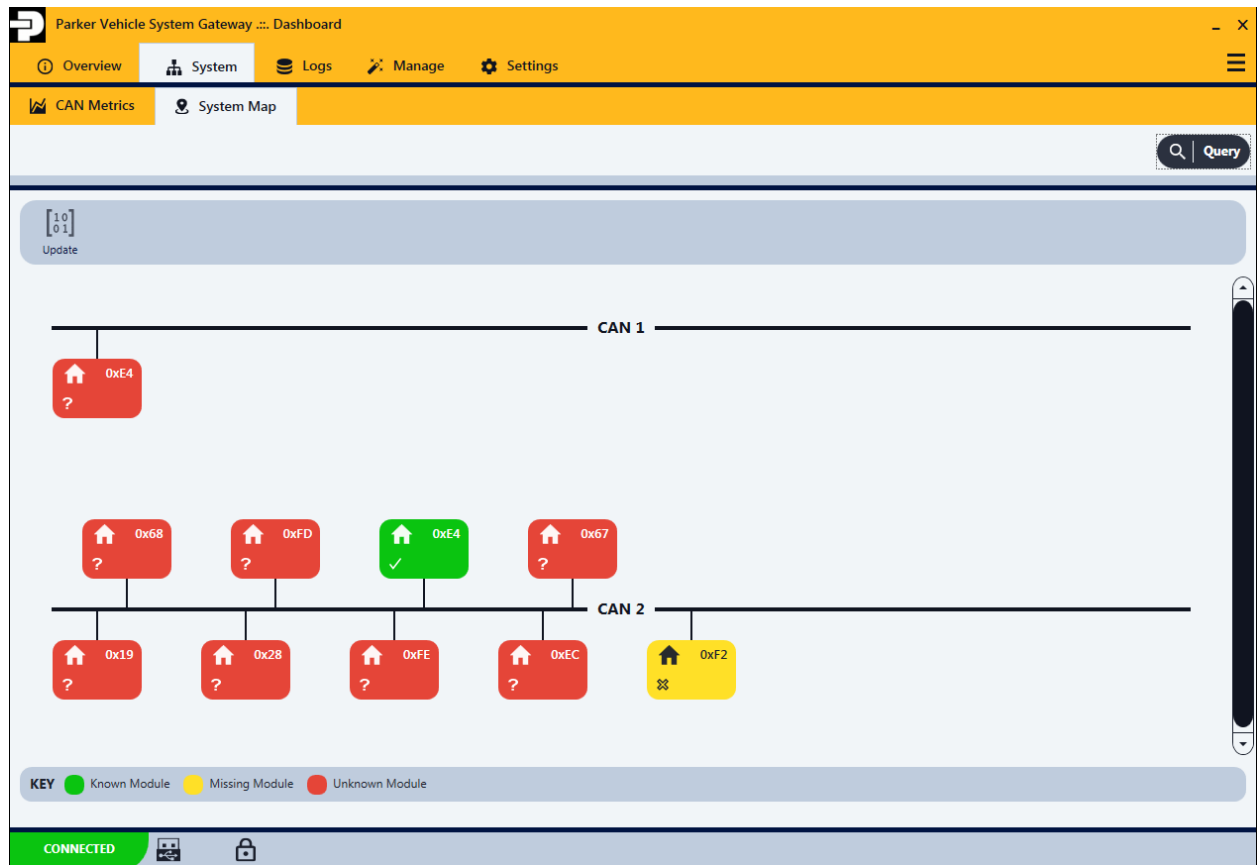 Parker Vehicle System Gateway .::. Dashboard
Overview System Logs Manage Settings
CAN Metrics System Map
Query
10
01
Update
CAN 1
0xE4
?
0x68 0xFD 0xE4 0x67
? ? ?
CAN 2
0x19 0x28 0xFE 0xEC 0xF2
? ? ? ?
KEY Known Module Missing Module Unknown Module
CONNECTED